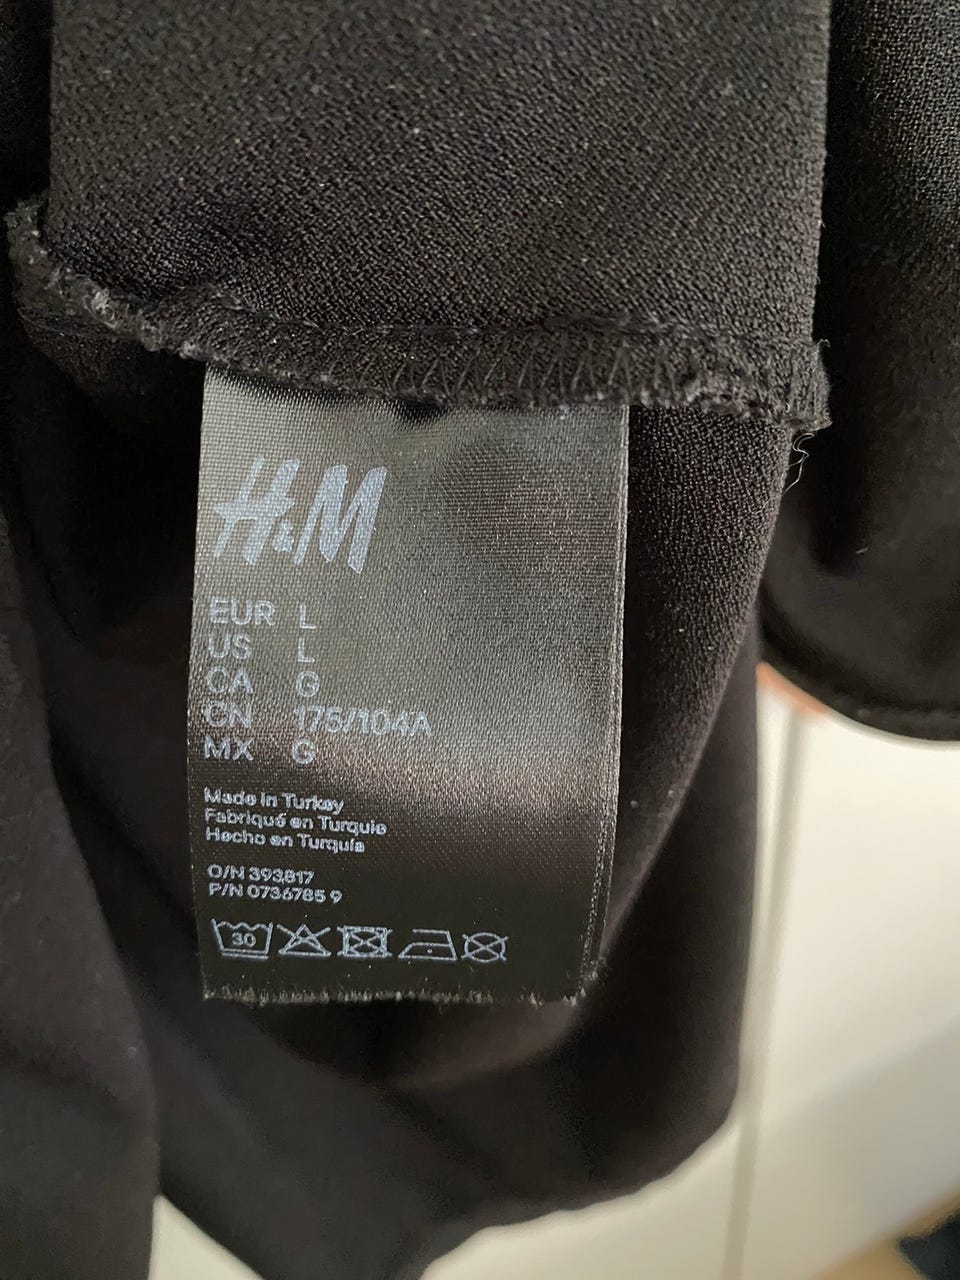 H&M
EUR L
US L
CA G
CN 175/104A
MX G
Made in Turkey
Fabriqué en Turquie
Hecho en Turquía
O/N 393817
P/N 0736785 9
30